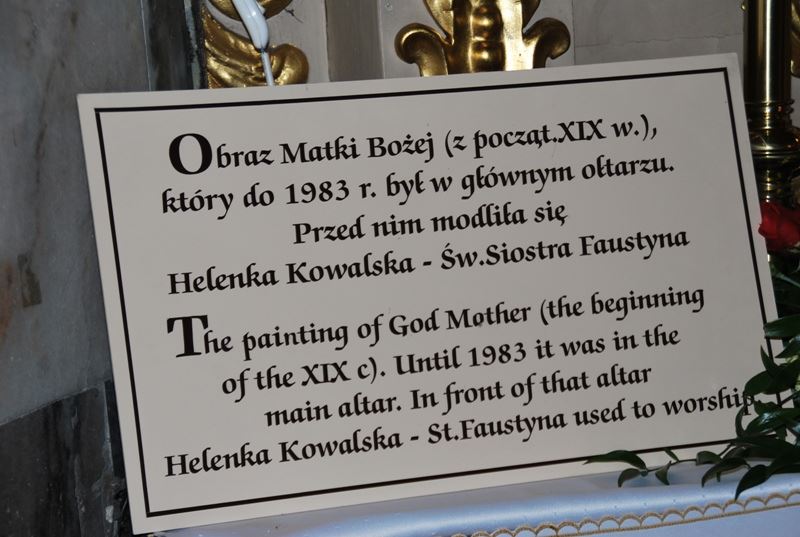 Obraz Matki Bożej (z począt.XIX w.),
który do 1983 r. był w głównym ołtarzu.
Przed nim modliła się
Helenka Kowalska - Św.Siostra Faustyna
The painting of God Mother (the beginning
of the XIX c). Until 1983 it was in the
main altar. In front of that altar
Helenka Kowalska - St.Faustyna used to worship.